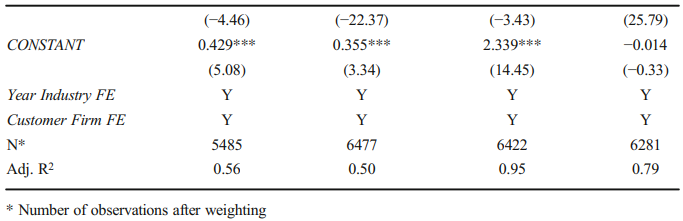 (−4.46) (−22.37) (−3.43) (25.79)
CONSTANT 0.429*** 0.355*** 2.339*** −0.014
(5.08) (3.34) (14.45) (−0.33)
Year Industry FE Y Y Y Y
Customer Firm FE Y Y Y Y
N* 5485 6477 6422 6281
Adj. R² 0.56 0.50 0.95 0.79
* Number of observations after weighting